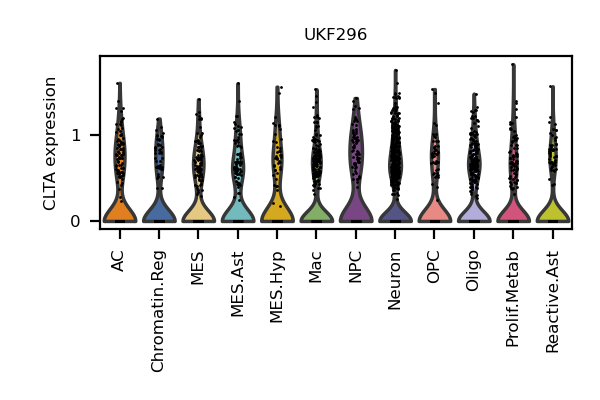 UKF296
CLTA expression
1
0
AC
Chromatin.Reg
MES
MES.Ast
MES.Hyp
Mac
NPC
Neuron
OPC
Oligo
Prolif.Metab
Reactive.Ast